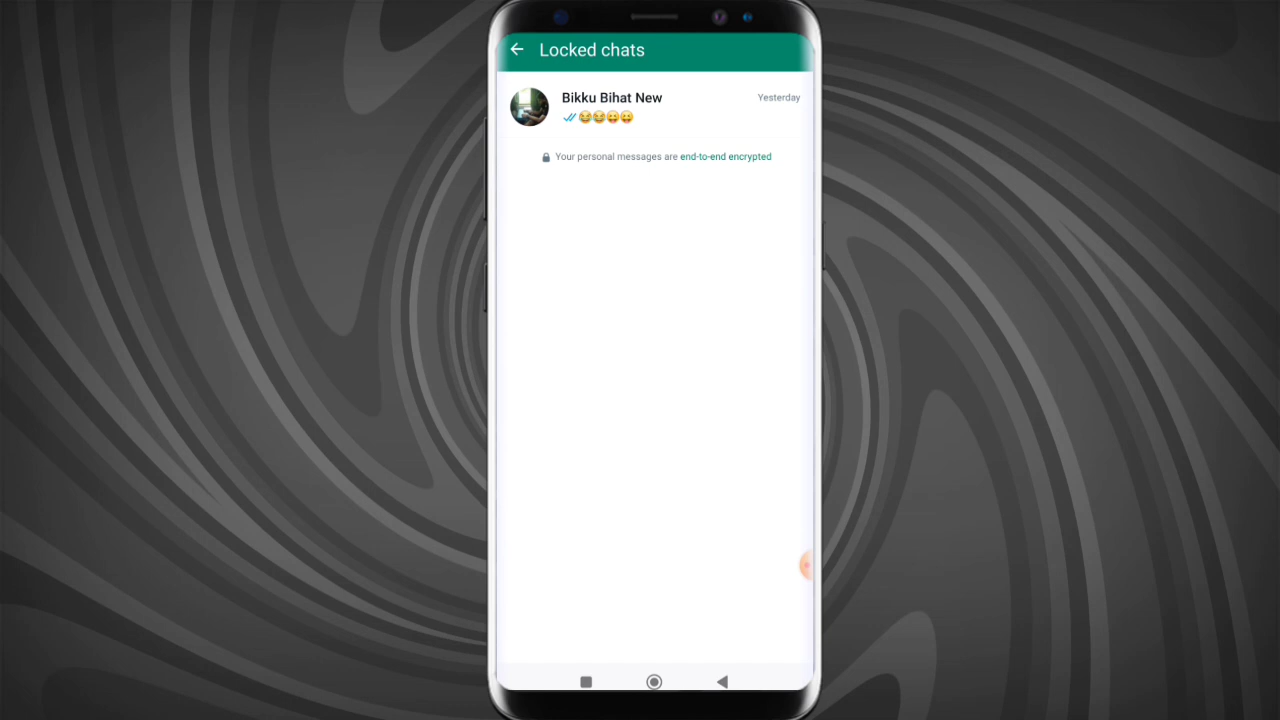 Locked chats
Bikku Bihat New
Yesterday
😂😂😛😛
Your personal messages are end-to-end encrypted